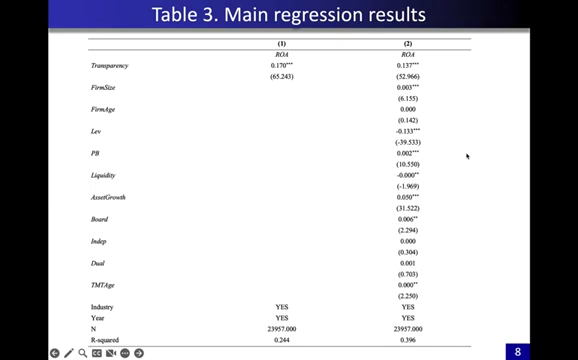 Table 3. Main regression results
(1) (2)
ROA ROA
Transparency 0.170*** 0.137***
(65.243) (52.966)
FirmSize 0.003***
(6.155)
FirmAge 0.000
(0.142)
Lev -0.133***
(-39.533)
PB 0.002***
(10.550)
Liquidity -0.000**
(-1.969)
AssetGrowth 0.050***
(31.522)
Board 0.006**
(2.294)
Indep 0.000
(0.304)
Dual 0.001
(0.703)
TMTAge 0.000**
(2.250)
Industry YES YES
Year YES YES
N 23957.000 23957.000
R-squared 0.244 0.396
8